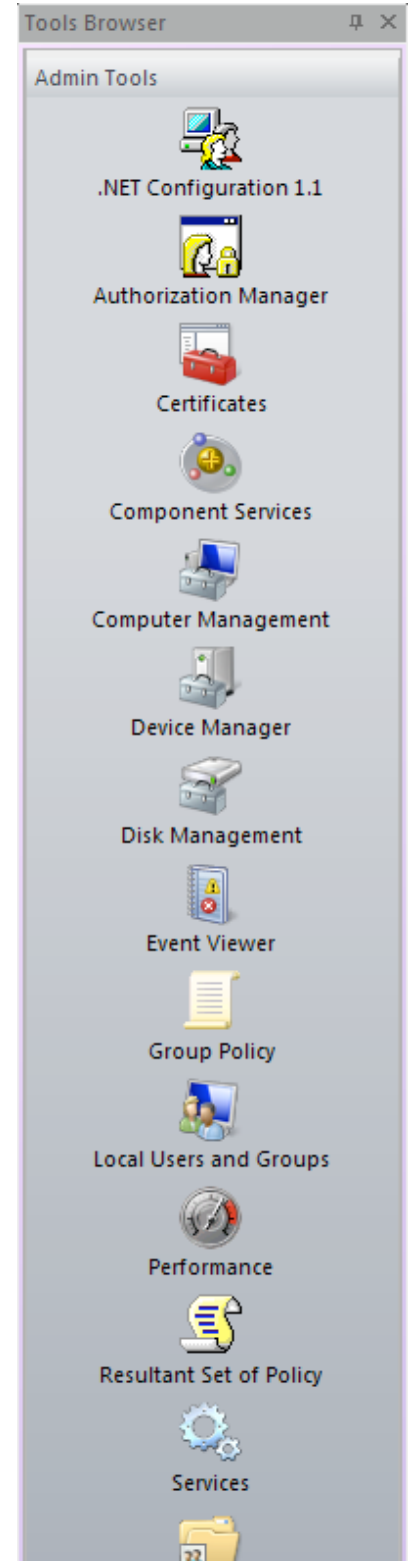 Tools Browser
Admin Tools
.NET Configuration 1.1
Authorization Manager
Certificates
Component Services
Computer Management
Device Manager
Disk Management
Event Viewer
Group Policy
Local Users and Groups
Performance
Resultant Set of Policy
Services